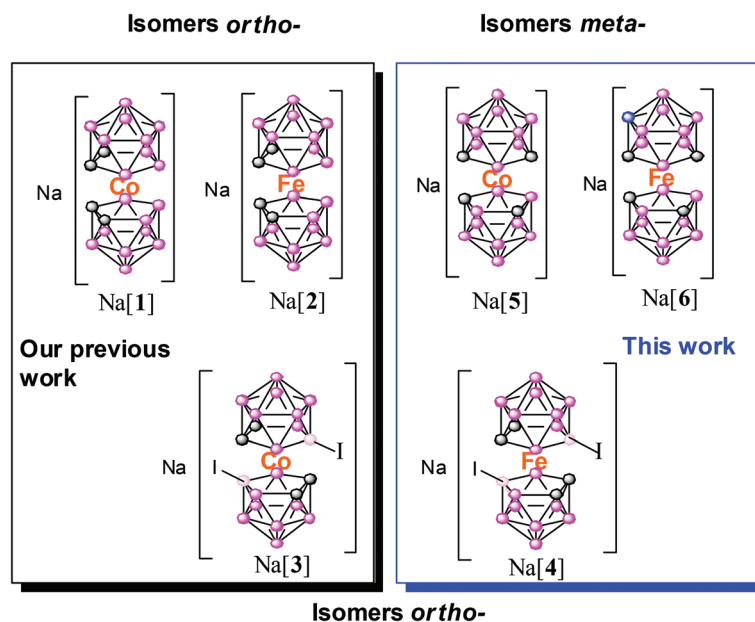 Isomers ortho-
Isomers meta-
Na
Co
Na
Fe
Na
Co
Na
Fe
Na[1]
Na[2]
Na[5]
Na[6]
Our previous
work
This work
Na
I
Co
I
Na
I
Fe
I
Na[3]
Na[4]
Isomers ortho-